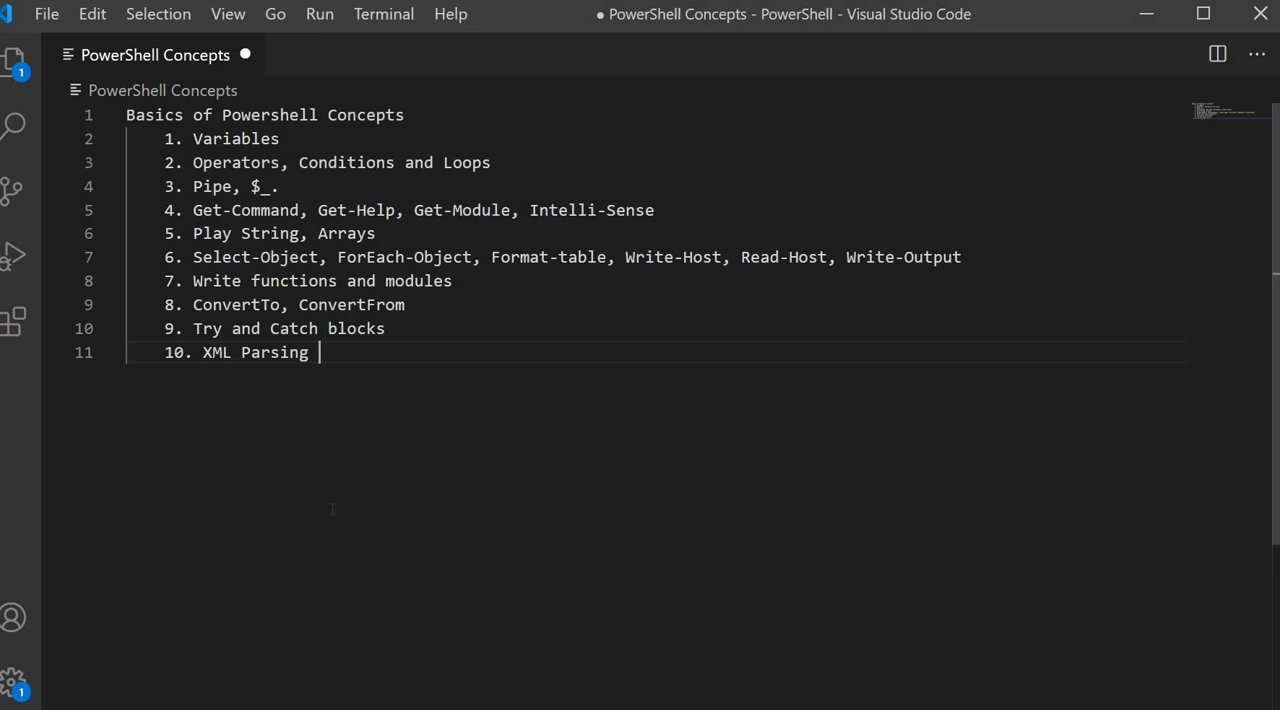 File Edit Selection View Go Run Terminal Help ● PowerShell Concepts - PowerShell - Visual Studio Code
PowerShell Concepts
PowerShell Concepts
1 Basics of Powershell Concepts
2 1. Variables
3 2. Operators, Conditions and Loops
4 3. Pipe, $_.
5 4. Get-Command, Get-Help, Get-Module, Intelli-Sense
6 5. Play String, Arrays
7 6. Select-Object, ForEach-Object, Format-table, Write-Host, Read-Host, Write-Output
8 7. Write functions and modules
9 8. ConvertTo, ConvertFrom
10 9. Try and Catch blocks
11 10. XML Parsing
1
1